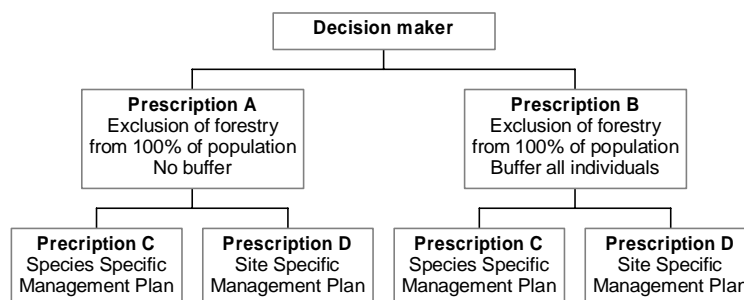 Decision maker
Prescription A
Exclusion of forestry
from 100% of population
No buffer
Prescription B
Exclusion of forestry
from 100% of population
Buffer all individuals
Precription C
Species Specific
Management Plan
Prescription D
Site Specific
Management Plan
Prescription C
Species Specific
Management Plan
Prescription D
Site Specific
Management Plan